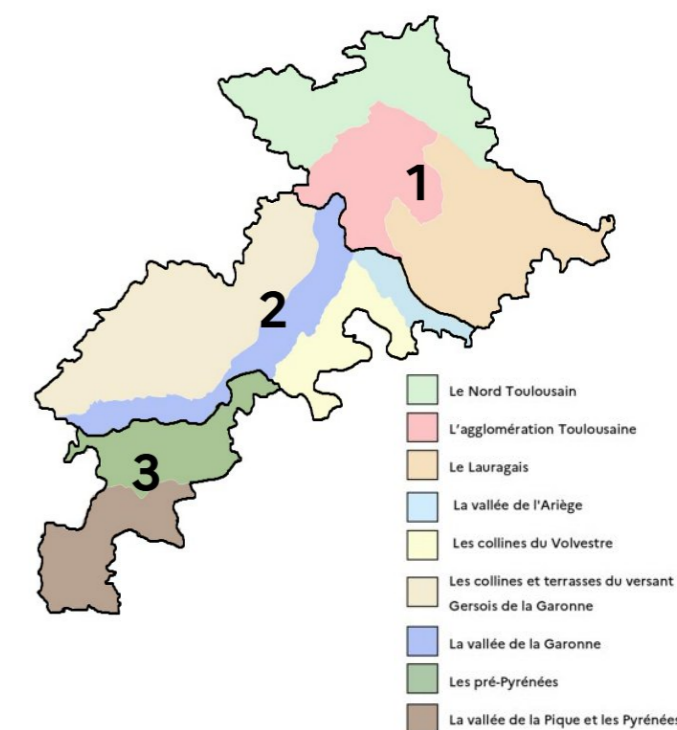 1
2
3
Le Nord Toulousain
L'agglomération Toulousaine
Le Lauragais
La vallée de l'Ariège
Les collines du Volvestre
Les collines et terrasses du versant
Gersois de la Garonne
La vallée de la Garonne
Les pré-Pyrénées
La vallée de la Pique et les Pyrénées